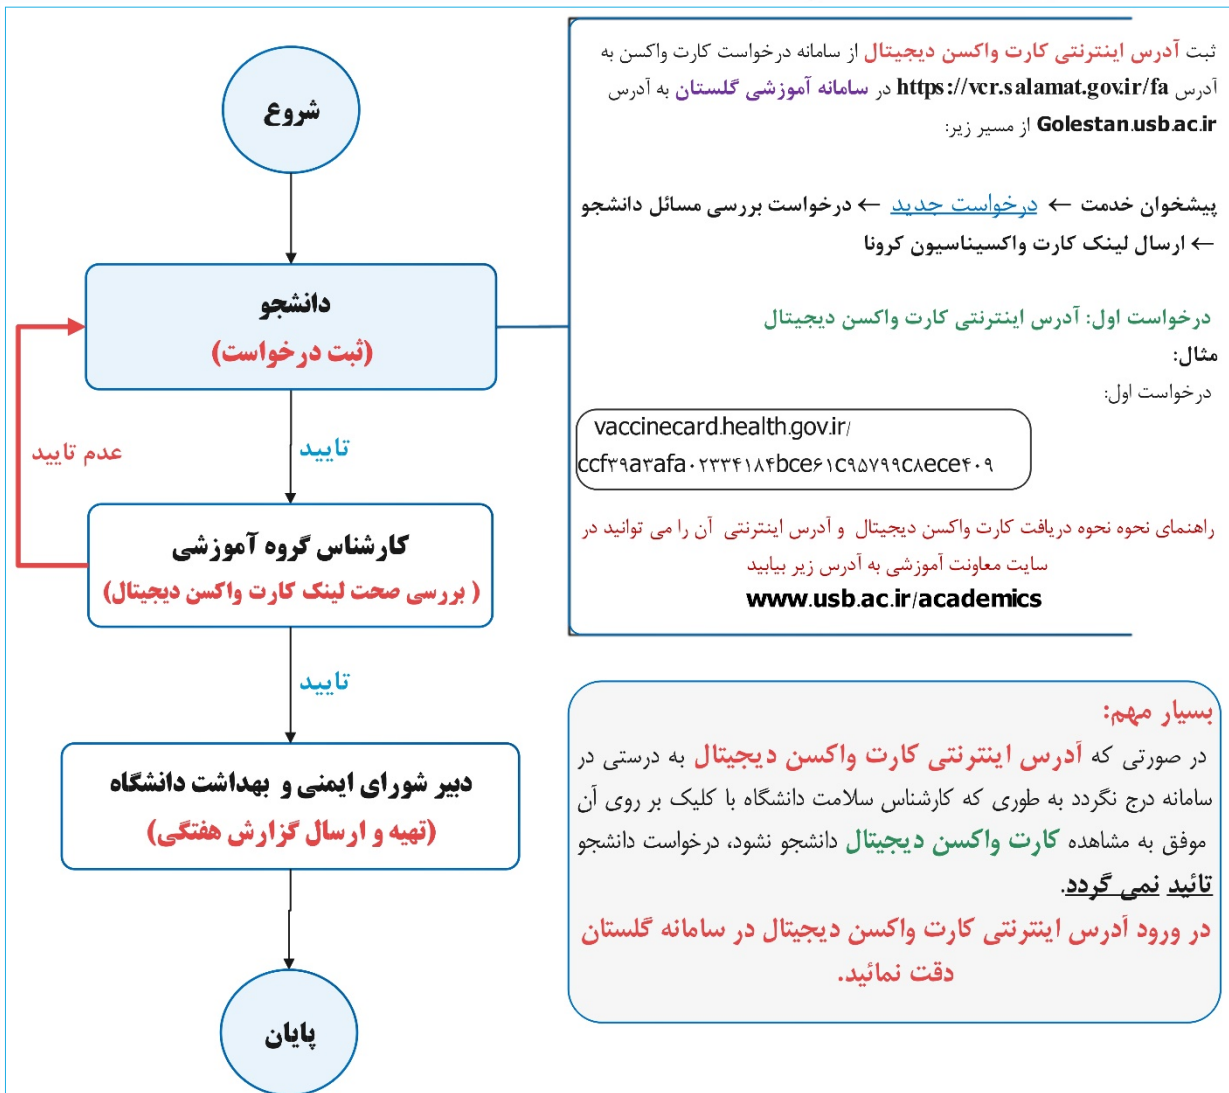 شروع
دانشجو
(ثبت درخواست)
تایید
عدم تایید
کارشناس گروه آموزشی
( بررسی صحت لینک کارت واکسن دیجیتال)
تایید
دبیر شورای ایمنی و بهداشت دانشگاه
(تهیه و ارسال گزارش هفتگی)
پایان
ثبت آدرس اینترنتی کارت واکسن دیجیتال از سامانه درخواست کارت واکسن به
آدرس https://vcr.salamat.gov.ir/fa در سامانه آموزشی گلستان به آدرس
Golestan.usb.ac.ir از مسیر زیر:
پیشخوان خدمت ← درخواست جدید ← درخواست بررسی مسائل دانشجو
← ارسال لینک کارت واکسیناسیون کرونا
درخواست اول: آدرس اینترنتی کارت واکسن دیجیتال
مثال:
درخواست اول:
vaccinecard.health.gov.ir/
ccf۳۹a۳afa۰۲۳۳۴۱۸۴bce۶۱c۹۵۷۹۹c۸ece۴۰۹
راهنمای نحوه نحوه دریافت کارت واکسن دیجیتال و آدرس اینترنتی آن را می توانید در
سایت معاونت آموزشی به آدرس زیر بیابید
www.usb.ac.ir/academics
بسیار مهم:
در صورتی که آدرس اینترنتی کارت واکسن دیجیتال به درستی در
سامانه درج نگردد به طوری که کارشناس سلامت دانشگاه با کلیک بر روی آن
موفق به مشاهده کارت واکسن دیجیتال دانشجو نشود، درخواست دانشجو
تائید نمی گردد.
در ورود آدرس اینترنتی کارت واکسن دیجیتال در سامانه گلستان
دقت نمائید.